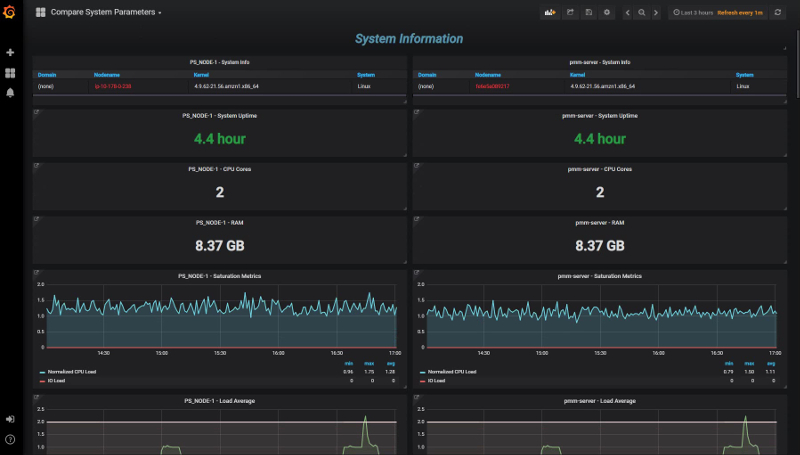 Compare System Parameters
Last 3 hours Refresh every 1m
System Information
PS_NODE-1 - System Info
Domain Nodename Kernel System
(none) 4.9.62-21.56.amzn1.x86_64 Linux
pmm-server - System Info
Domain Nodename Kernel System
(none) 4.9.62-21.56.amzn1.x86_64 Linux
PS_NODE-1 - System Uptime
4.4 hour
pmm-server - System Uptime
4.4 hour
PS_NODE-1 - CPU Cores
2
pmm-server - CPU Cores
2
PS_NODE-1 - RAM
8.37 GB
pmm-server - RAM
8.37 GB
PS_NODE-1 - Saturation Metrics
2.0
1.5
1.0
0.5
0
14:30 15:00 15:30 16:00 16:30 17:00
min max avg
Normalized CPU Load 0.96 1.75 1.28
IO Load 0 0 0
pmm-server - Saturation Metrics
2.0
1.5
1.0
0.5
0
14:30 15:00 15:30 16:00 16:30 17:00
min max avg
Normalized CPU Load 0.79 1.50 1.11
IO Load 0 0 0
PS_NODE-1 - Load Average
2.5
2.0
1.5
1.0
pmm-server - Load Average
2.5
2.0
1.5
1.0